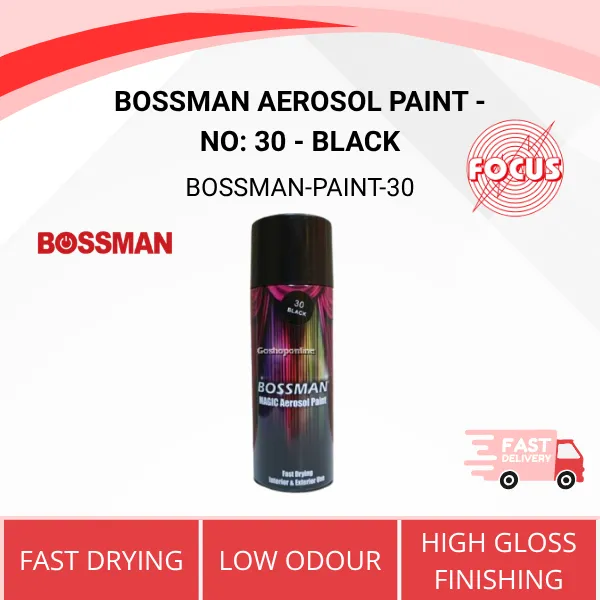 BOSSMAN AEROSOL PAINT -
NO: 30 - BLACK
BOSSMAN-PAINT-30
FOCUS
BOSSMAN
30
BLACK
Goshoponline
BOSSMAN
MAGIC Aerosol Paint
Fast Drying
Interior & Exterior Use
FAST
DELIVERY
FAST DRYING
LOW ODOUR
HIGH GLOSS
FINISHING